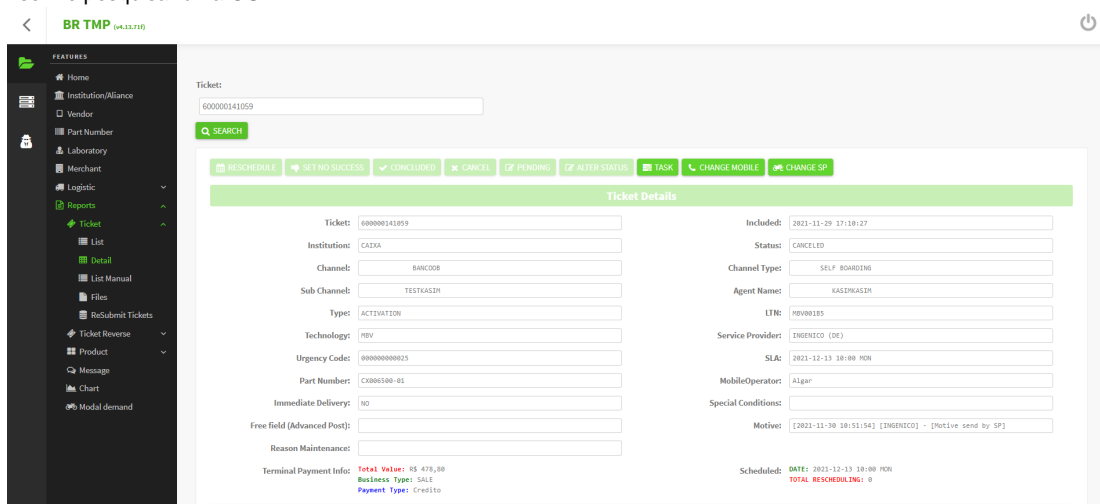 BR TMP (v4.13.71f)
FEATURES
Home
Institution/Aliance
Vendor
Part Number
Laboratory
Merchant
Logistic
Reports
Ticket
List
Detail
List Manual
Files
ReSubmit Tickets
Ticket Reverse
Product
Message
Chart
Modal demand
Ticket:
600000141059
SEARCH
RESCHEDULE SET NO SUCCESS CONCLUDED CANCEL PENDING ALTER STATUS TASK CHANGE MOBILE CHANGE SP
Ticket Details
Ticket: 600000141059 Included: 2021-11-29 17:10:27
Institution: CAIXA Status: CANCELED
Channel: BANCOOB Channel Type: SELF BOARDING
Sub Channel: TESTKASIM Agent Name: KASIMKASIM
Type: ACTIVATION LTN: MBV00185
Technology: MBV Service Provider: INGENICO (DE)
Urgency Code: 000000000025 SLA: 2021-12-13 10:00 MON
Part Number: CX006500-01 MobileOperator: Algar
Immediate Delivery: NO Special Conditions:
Free field (Advanced Post): Motive: [2021-11-30 10:51:54] [INGENICO] - [Motive send by SP]
Reason Maintenance:
Terminal Payment Info: Total Value: R$ 478,80 Scheduled: DATE: 2021-12-13 10:00 MON
Business Type: SALE TOTAL RESCHEDULING: 0
Payment Type: Credito